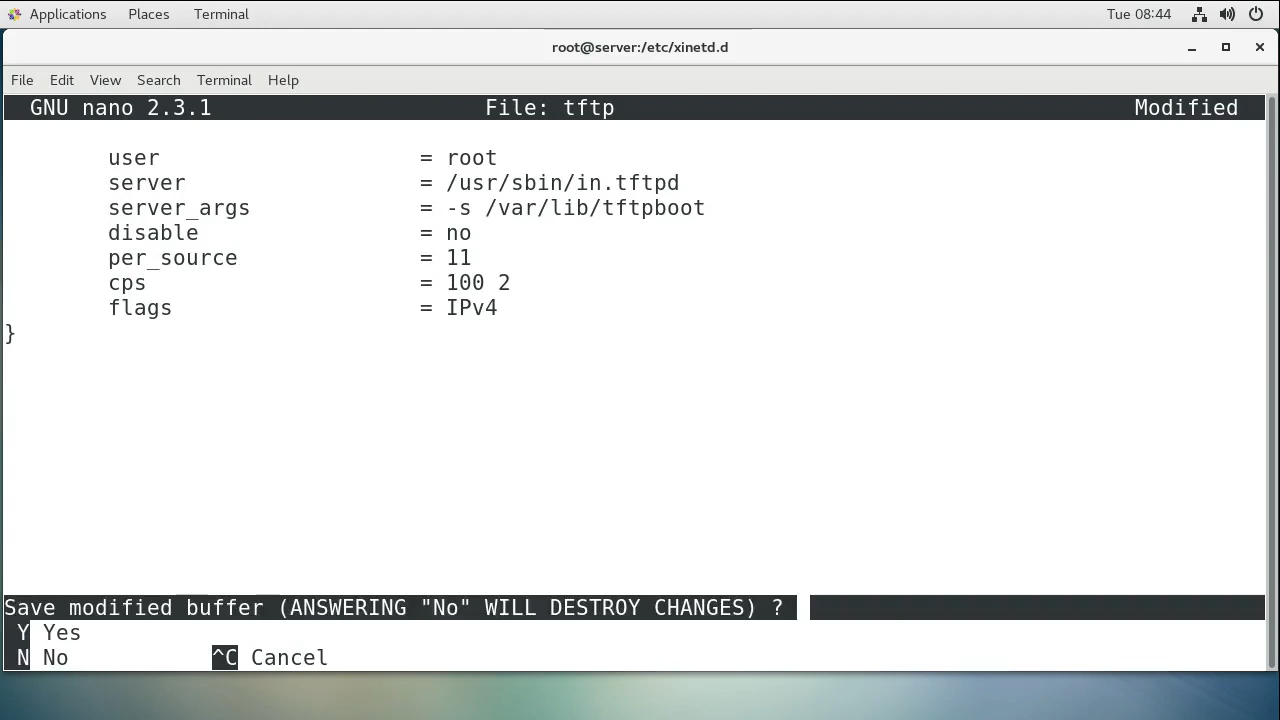 Applications Places Terminal Tue 08:44
root@server:/etc/xinetd.d
File Edit View Search Terminal Help
GNU nano 2.3.1 File: tftp Modified
user = root
server = /usr/sbin/in.tftpd
server_args = -s /var/lib/tftpboot
disable = no
per_source = 11
cps = 100 2
flags = IPv4
}
Save modified buffer (ANSWERING "No" WILL DESTROY CHANGES) ?
Y Yes
N No ^C Cancel